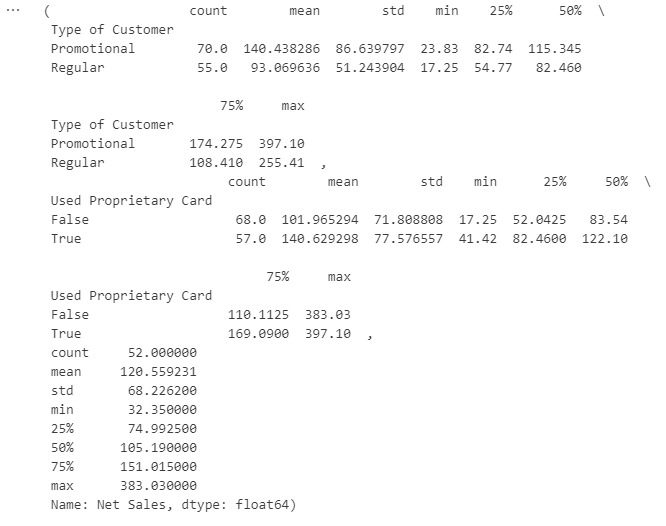 ... ( count mean std min 25% 50% \
Type of Customer
Promotional 70.0 140.438286 86.639797 23.83 82.74 115.345
Regular 55.0 93.069636 51.243904 17.25 54.77 82.460
75% max
Type of Customer
Promotional 174.275 397.10
Regular 108.410 255.41 ,
count mean std min 25% 50% \
Used Proprietary Card
False 68.0 101.965294 71.808808 17.25 52.0425 83.54
True 57.0 140.629298 77.576557 41.42 82.4600 122.10
75% max
Used Proprietary Card
False 110.1125 383.03
True 169.0900 397.10 ,
count 52.000000
mean 120.559231
std 68.226200
min 32.350000
25% 74.992500
50% 105.190000
75% 151.015000
max 383.030000
Name: Net Sales, dtype: float64)